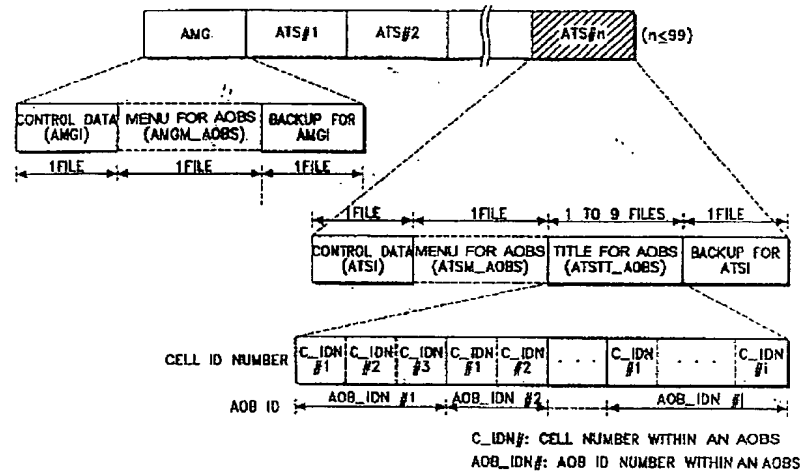 AMG ATS#1 ATS#2 ATS#n (n≤99)
CONTROL DATA (AMGI)
MENU FOR AOBS (AMGM_AOBS)
BACKUP FOR AMGI
1FILE 1FILE 1FILE
1FILE 1FILE 1 TO 9 FILES 1FILE
CONTROL DATA (ATSI)
MENU FOR AOBS (ATSM_AOBS)
TITLE FOR AOBS (ATSTT_AOBS)
BACKUP FOR ATSI
CELL ID NUMBER C_IDN #1 C_IDN #2 C_IDN #3 C_IDN #1 C_IDN #2 . . . C_IDN #1 . . . C_IDN #i
AOB ID AOB_IDN #1 AOB_IDN #2 AOB_IDN #j
C_IDN#: CELL NUMBER WITHIN AN AOBS
AOB_IDN#: AOB ID NUMBER WITHIN AN AOBS